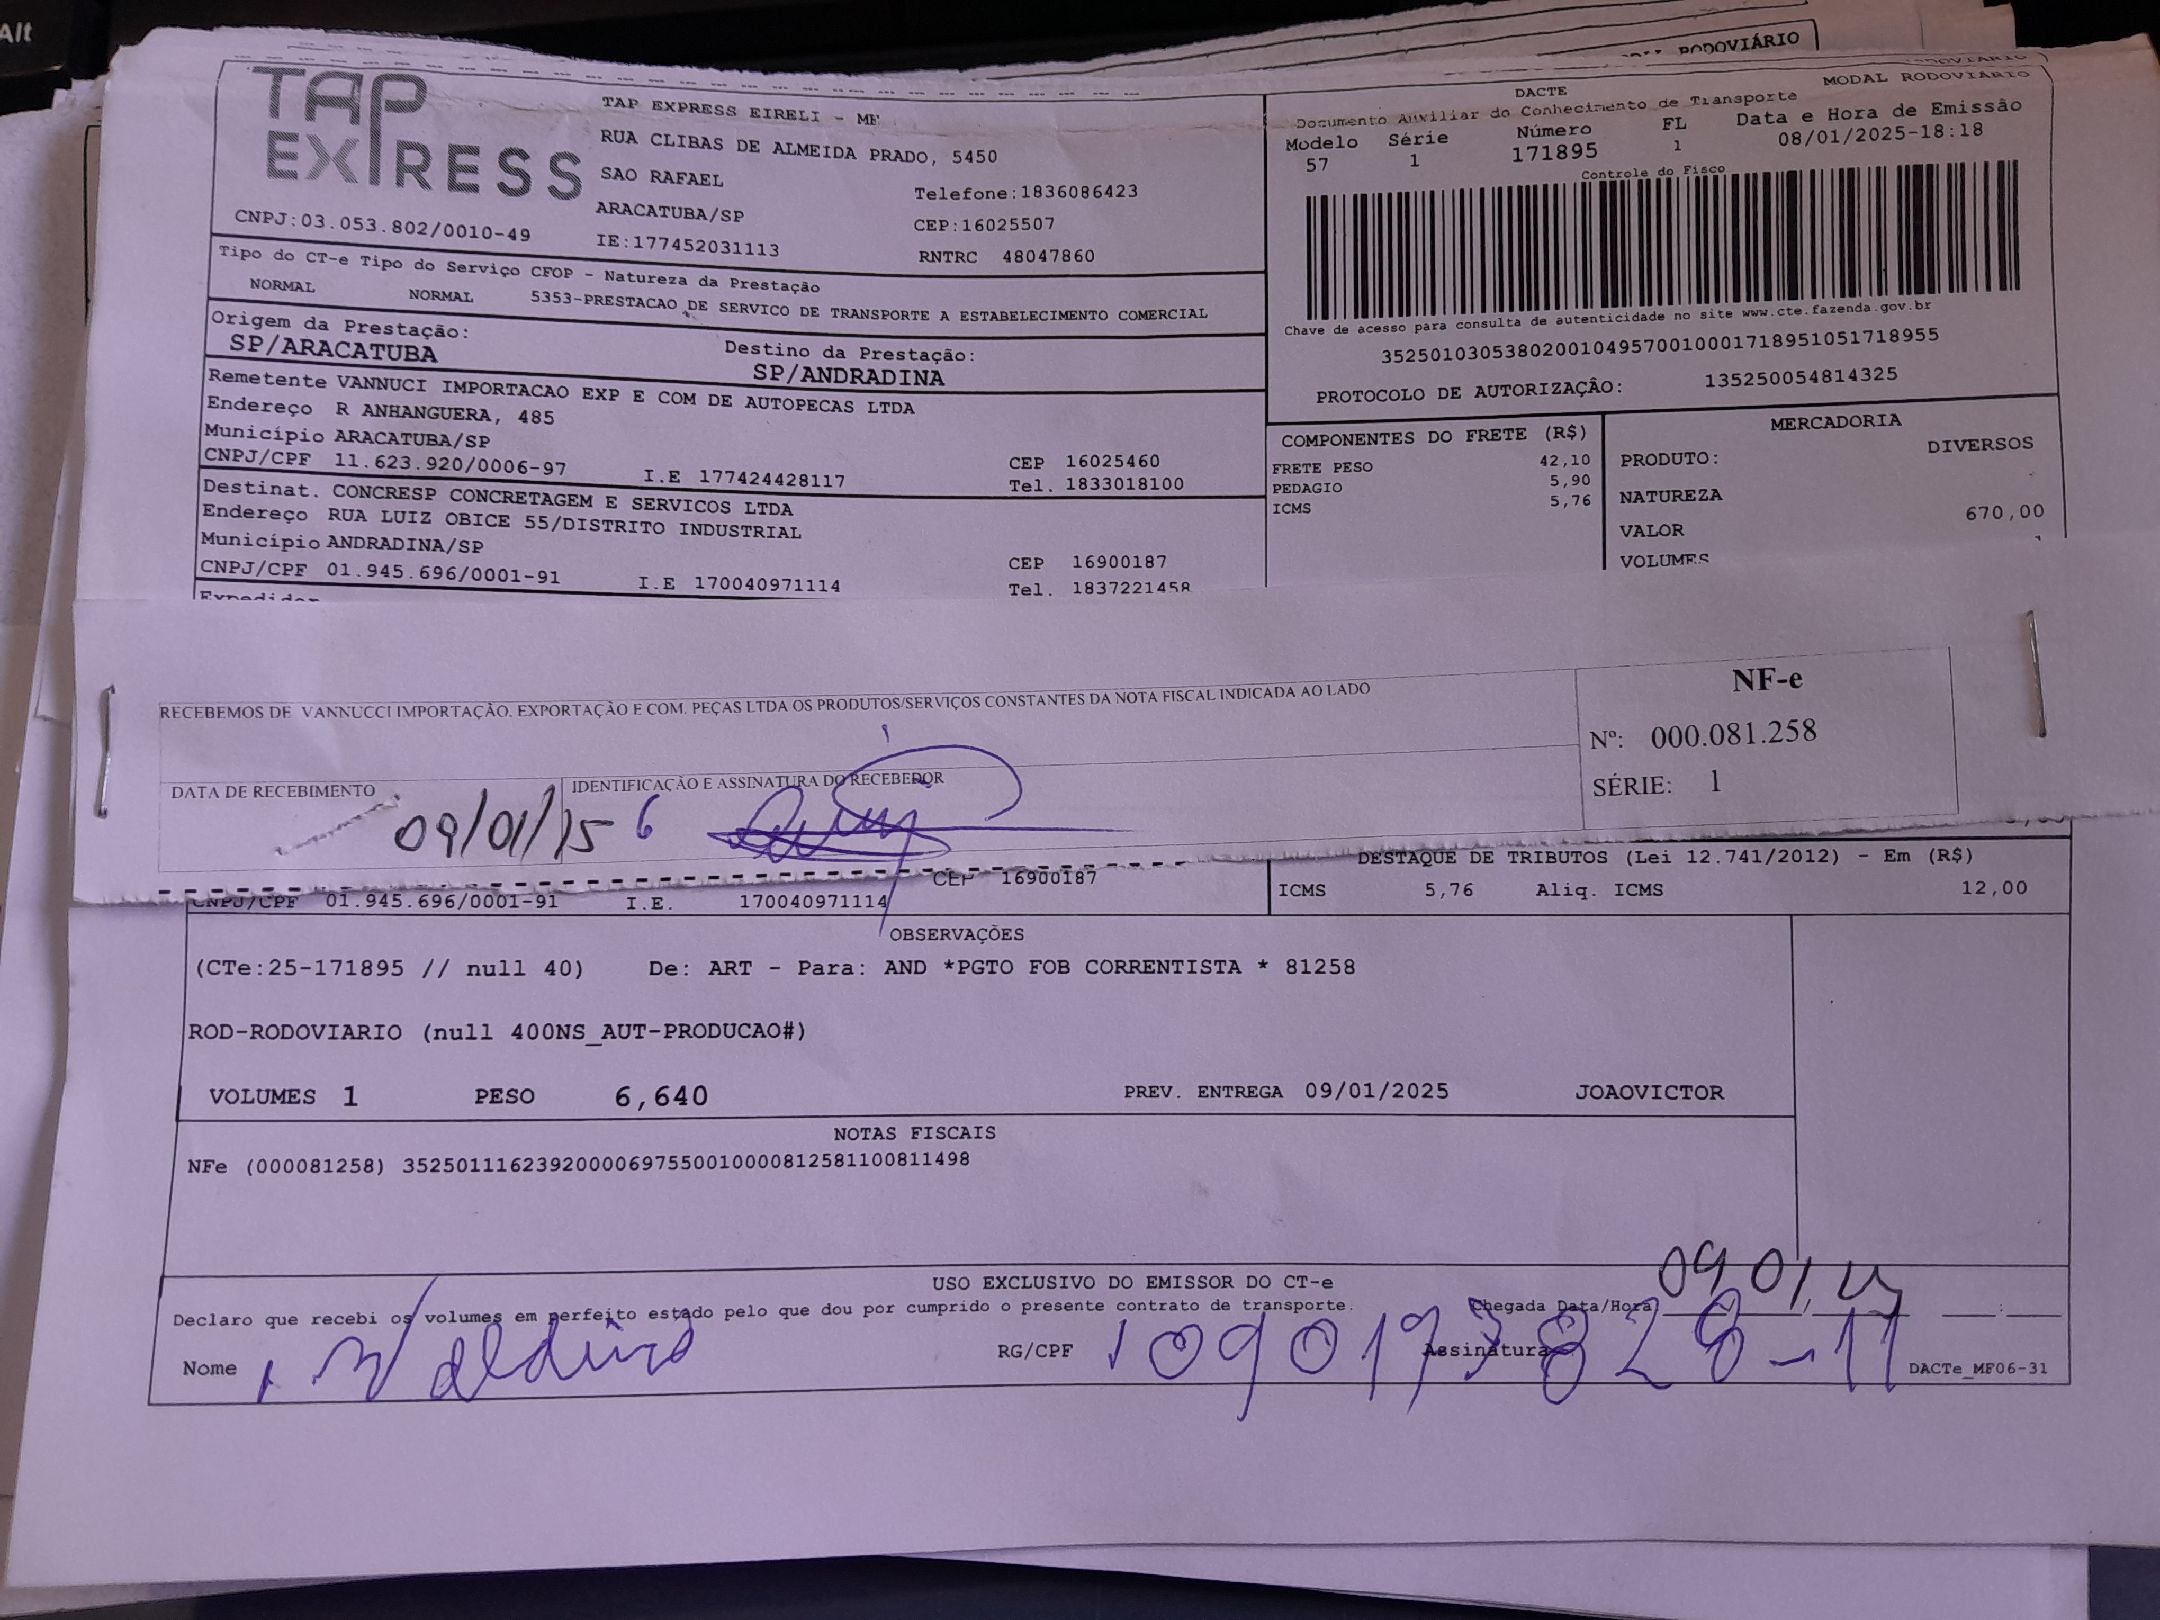 Alt
RODOVIÁRIO
TAP
EXPRESS
CNPJ:03.053.802/0010-49
TAP EXPRESS EIRELI - ME
RUA CLIBAS DE ALMEIDA PRADO, 5450
SAO RAFAEL
ARACATUBA/SP
IE:177452031113
Telefone:1836086423
CEP:16025507
RNTRC 48047860
DACTE
MODAL RODOVIÁRIO
Documento Auxiliar do Conhecimento de Transporte
Modelo Série Número FL Data e Hora de Emissão
57 1 171895 1 08/01/2025-18:18
Controle do Fisco
Chave de acesso para consulta de autenticidade no site www.cte.fazenda.gov.br
35250103053802001049570010001718951051718955
PROTOCOLO DE AUTORIZAÇÃO: 135250054814325
Tipo do CT-e Tipo do Serviço CFOP - Natureza da Prestação
NORMAL NORMAL 5353-PRESTACAO DE SERVICO DE TRANSPORTE A ESTABELECIMENTO COMERCIAL
Origem da Prestação:
SP/ARACATUBA
Destino da Prestação:
SP/ANDRADINA
Remetente VANNUCI IMPORTACAO EXP E COM DE AUTOPECAS LTDA
Endereço R ANHANGUERA, 485
Município ARACATUBA/SP CEP 16025460
CNPJ/CPF 11.623.920/0006-97 I.E 177424428117 Tel. 1833018100
Destinat. CONCRESP CONCRETAGEM E SERVICOS LTDA
Endereço RUA LUIZ OBICE 55/DISTRITO INDUSTRIAL
Município ANDRADINA/SP CEP 16900187
CNPJ/CPF 01.945.696/0001-91 I.E 170040971114 Tel. 1837221458
Expedidor
COMPONENTES DO FRETE (R$)
FRETE PESO 42,10
PEDAGIO 5,90
ICMS 5,76
MERCADORIA
PRODUTO: DIVERSOS
NATUREZA
VALOR 670,00
VOLUMES
RECEBEMOS DE VANNUCCI IMPORTAÇÃO, EXPORTAÇÃO E COM. PEÇAS LTDA OS PRODUTOS/SERVIÇOS CONSTANTES DA NOTA FISCAL INDICADA AO LADO
DATA DE RECEBIMENTO
09/01/25
IDENTIFICAÇÃO E ASSINATURA DO RECEBEDOR
NF-e
Nº: 000.081.258
SÉRIE: 1
CEP 16900187
CNPJ/CPF 01.945.696/0001-91 I.E. 170040971114
DESTAQUE DE TRIBUTOS (Lei 12.741/2012) - Em (R$)
ICMS 5,76 Aliq. ICMS 12,00
OBSERVAÇÕES
(CTe:25-171895 // null 40) De: ART - Para: AND *PGTO FOB CORRENTISTA * 81258
ROD-RODOVIARIO (null 400NS_AUT-PRODUCAO#)
VOLUMES 1 PESO 6,640 PREV. ENTREGA 09/01/2025 JOAOVICTOR
NOTAS FISCAIS
NFe (000081258) 35250111623920000697550010000812581100811498
USO EXCLUSIVO DO EMISSOR DO CT-e
Declaro que recebi os volumes em perfeito estado pelo que dou por cumprido o presente contrato de transporte.
Chegada Data/Hora 09 01
Nome
RG/CPF 109017828-11
Assinatura
DACTe_MF06-31